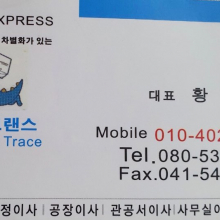 XPRESS
차별화가 있는
대표 황
랜스
Trace
Mobile 010-402
Tel.080-53
Fax.041-54
정이사 | 공장이사 | 관공서이사 | 사무실이